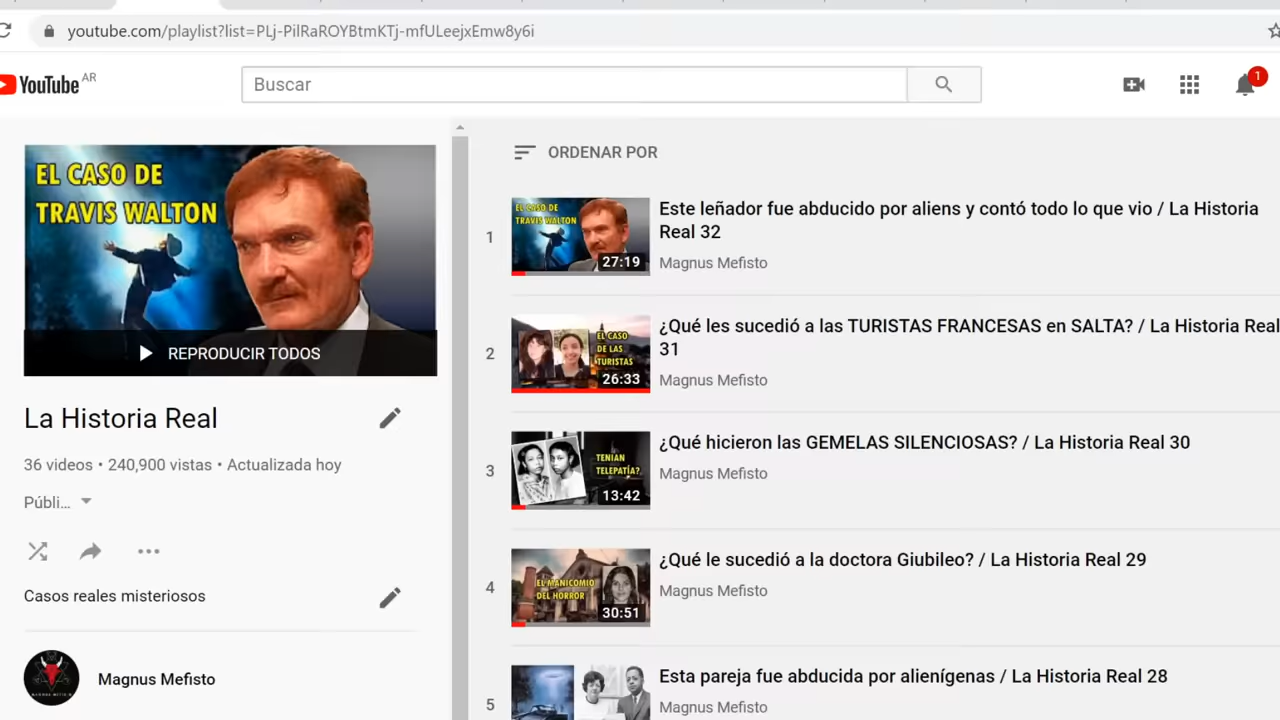 youtube.com/playlist?list=PLj-PilRaROYBtmKTj-mfULeejxEmw8y6i
YouTube AR
Buscar
1
EL CASO DE
TRAVIS WALTON
REPRODUCIR TODOS
La Historia Real
36 videos • 240,900 vistas • Actualizada hoy
Públi...
Casos reales misteriosos
Magnus Mefisto
ORDENAR POR
1
EL CASO DE
TRAVIS WALTON
27:19
Este leñador fue abducido por aliens y contó todo lo que vio / La Historia
Real 32
Magnus Mefisto
2
EL CASO
DE LAS
TURISTAS
26:33
¿Qué les sucedió a las TURISTAS FRANCESAS en SALTA? / La Historia Real
31
Magnus Mefisto
3
TENIAN
TELEPATÍA?
13:42
¿Qué hicieron las GEMELAS SILENCIOSAS? / La Historia Real 30
Magnus Mefisto
4
EL MANICOMIO
DEL HORROR
30:51
¿Qué le sucedió a la doctora Giubileo? / La Historia Real 29
Magnus Mefisto
5
Esta pareja fue abducida por alienígenas / La Historia Real 28
Magnus Mefisto